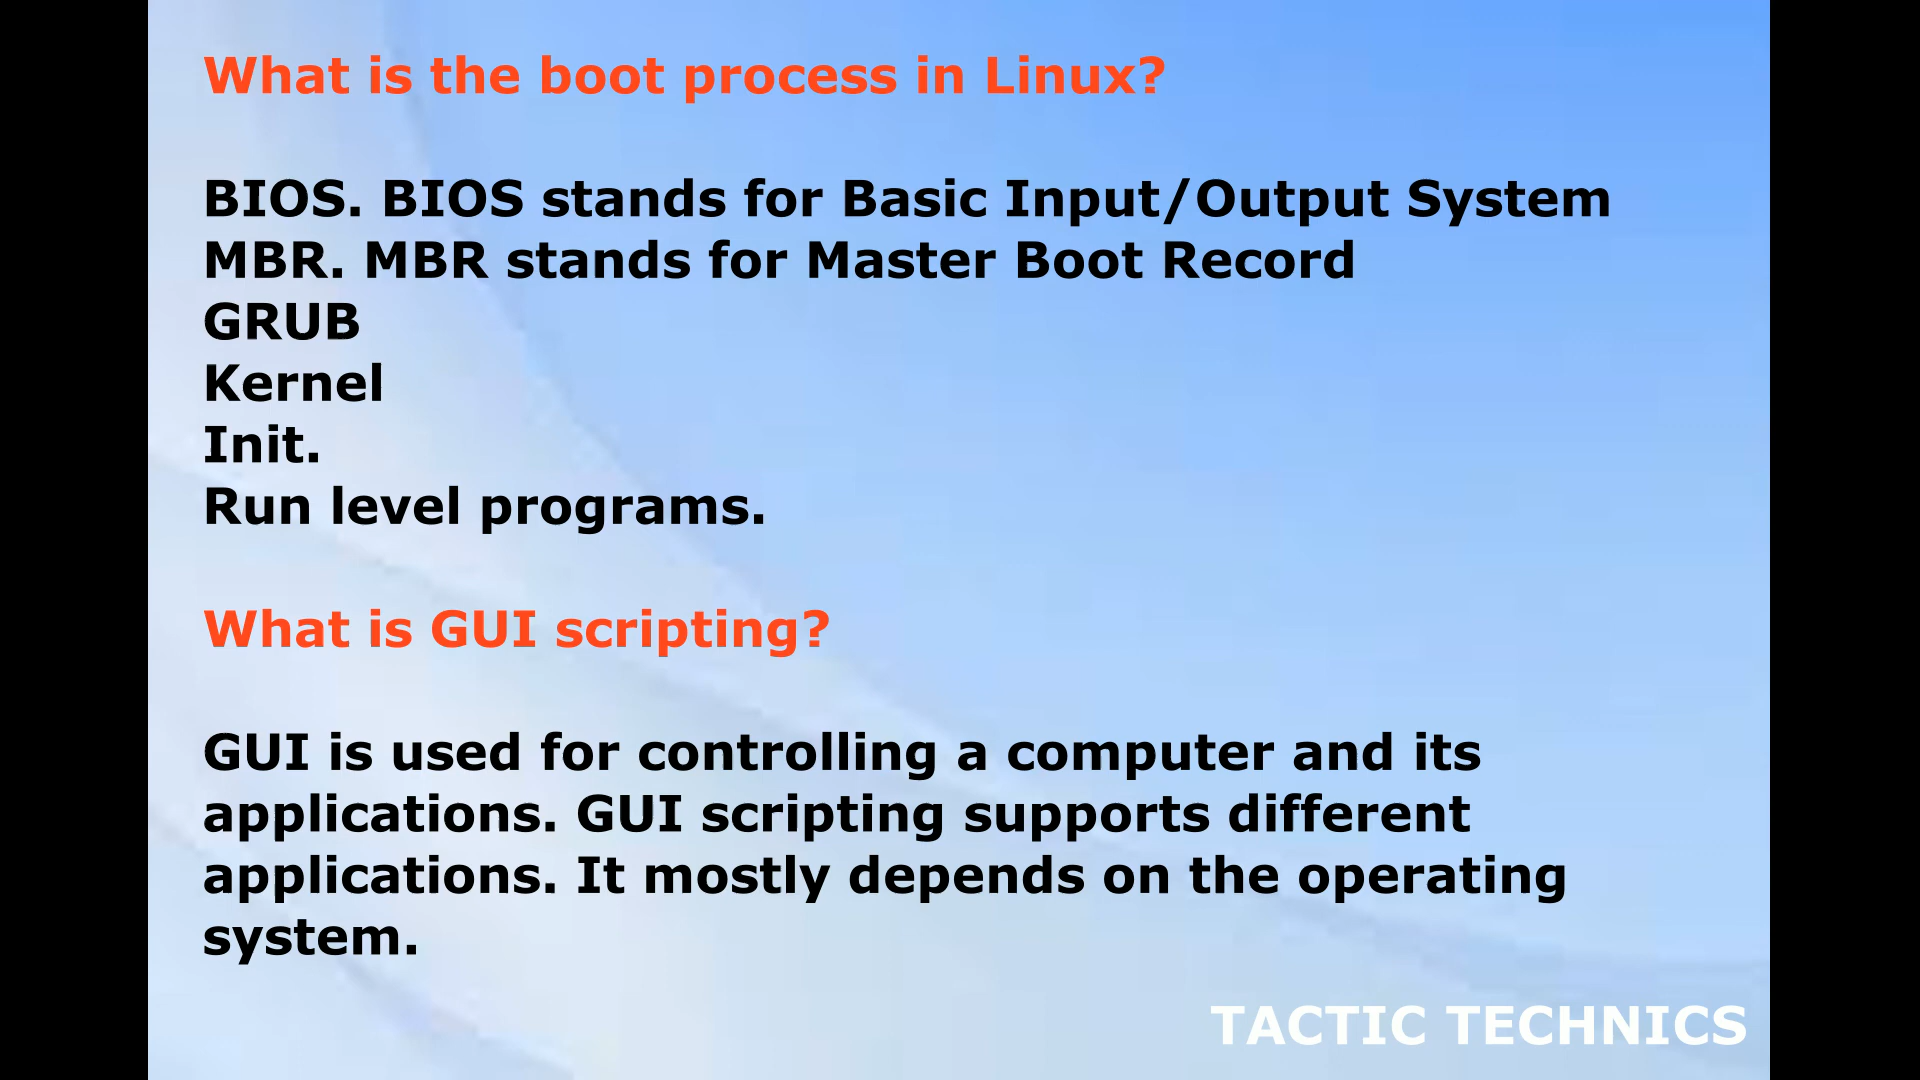 What is the boot process in Linux?
BIOS. BIOS stands for Basic Input/Output System
MBR. MBR stands for Master Boot Record
GRUB
Kernel
Init.
Run level programs.
What is GUI scripting?
GUI is used for controlling a computer and its
applications. GUI scripting supports different
applications. It mostly depends on the operating
system.
TACTIC TECHNICS